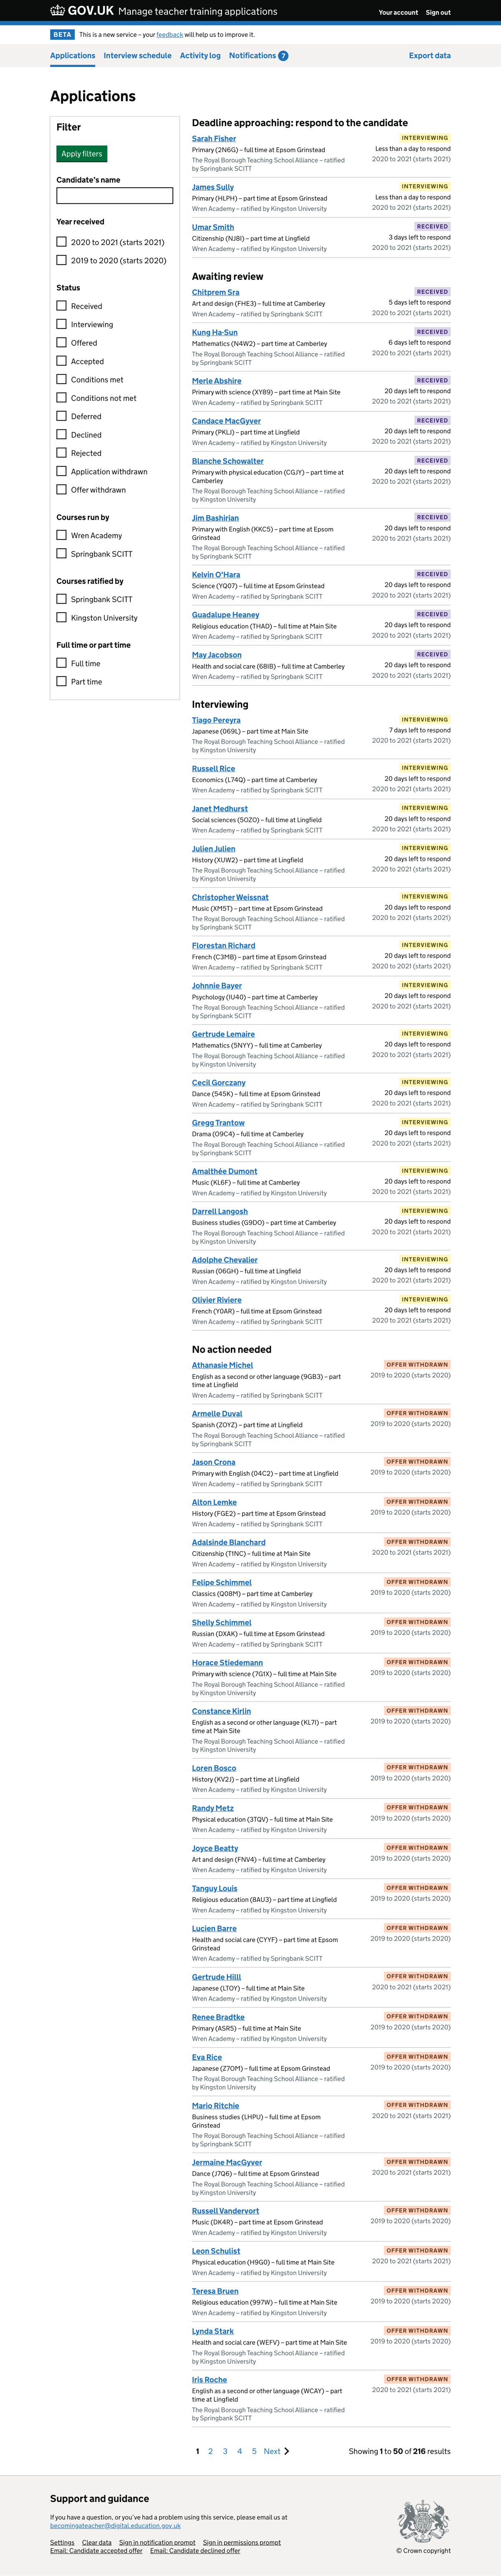 GOV.UK Manage teacher training applications
Your account Sign out
BETA This is a new service – your feedback will help us to improve it.
Applications Interview schedule Activity log Notifications 7 Export data
Applications
Filter
Apply filters
Candidate's name
Year received
2020 to 2021 (starts 2021)
2019 to 2020 (starts 2020)
Status
Received
Interviewing
Offered
Accepted
Conditions met
Conditions not met
Deferred
Declined
Rejected
Application withdrawn
Offer withdrawn
Courses run by
Wren Academy
Springbank SCITT
Courses ratified by
Springbank SCITT
Kingston University
Full time or part time
Full time
Part time
Deadline approaching: respond to the candidate
Sarah Fisher
INTERVIEWING
Primary (2N6G) – full time at Epsom Grinstead
Less than a day to respond
The Royal Borough Teaching School Alliance – ratified
by Springbank SCITT
2020 to 2021 (starts 2021)
James Sully
INTERVIEWING
Primary (HLPH) – part time at Epsom Grinstead
Less than a day to respond
Wren Academy – ratified by Kingston University
2020 to 2021 (starts 2021)
Umar Smith
RECEIVED
Citizenship (NJ8I) – part time at Lingfield
3 days left to respond
Wren Academy – ratified by Kingston University
2020 to 2021 (starts 2021)
Awaiting review
Chitprem Sra
RECEIVED
Art and design (FHE3) – full time at Camberley
5 days left to respond
Wren Academy – ratified by Springbank SCITT
2020 to 2021 (starts 2021)
Kung Ha-Sun
RECEIVED
Mathematics (N4W2) – part time at Camberley
6 days left to respond
The Royal Borough Teaching School Alliance – ratified
by Springbank SCITT
2020 to 2021 (starts 2021)
Merle Abshire
RECEIVED
Primary with science (XY89) – part time at Main Site
20 days left to respond
Wren Academy – ratified by Springbank SCITT
2020 to 2021 (starts 2021)
Candace MacGyver
RECEIVED
Primary (PKLJ) – part time at Lingfield
20 days left to respond
Wren Academy – ratified by Kingston University
2020 to 2021 (starts 2021)
Blanche Schowalter
RECEIVED
Primary with physical education (CGJY) – part time at
Camberley
20 days left to respond
The Royal Borough Teaching School Alliance – ratified
by Kingston University
2020 to 2021 (starts 2021)
Jim Bashirian
RECEIVED
Primary with English (KKC5) – part time at Epsom
Grinstead
20 days left to respond
The Royal Borough Teaching School Alliance – ratified
by Springbank SCITT
2020 to 2021 (starts 2021)
Kelvin O'Hara
RECEIVED
Science (YQ07) – full time at Epsom Grinstead
20 days left to respond
Wren Academy – ratified by Springbank SCITT
2020 to 2021 (starts 2021)
Guadalupe Heaney
RECEIVED
Religious education (THAD) – full time at Main Site
20 days left to respond
Wren Academy – ratified by Kingston University
2020 to 2021 (starts 2021)
May Jacobson
RECEIVED
Health and social care (68IB) – full time at Camberley
20 days left to respond
Wren Academy – ratified by Springbank SCITT
2020 to 2021 (starts 2021)
Interviewing
Tiago Pereyra
INTERVIEWING
Japanese (069L) – part time at Main Site
7 days left to respond
The Royal Borough Teaching School Alliance – ratified
by Kingston University
2020 to 2021 (starts 2021)
Russell Rice
INTERVIEWING
Economics (L74Q) – part time at Camberley
20 days left to respond
Wren Academy – ratified by Springbank SCITT
2020 to 2021 (starts 2021)
Janet Medhurst
INTERVIEWING
Social sciences (5OZO) – full time at Lingfield
20 days left to respond
Wren Academy – ratified by Springbank SCITT
2020 to 2021 (starts 2021)
Julien Julien
INTERVIEWING
History (XUW2) – part time at Lingfield
20 days left to respond
The Royal Borough Teaching School Alliance – ratified
by Kingston University
2020 to 2021 (starts 2021)
Christopher Weissnat
INTERVIEWING
Music (XM5T) – part time at Epsom Grinstead
20 days left to respond
The Royal Borough Teaching School Alliance – ratified
by Springbank SCITT
2020 to 2021 (starts 2021)
Florestan Richard
INTERVIEWING
French (C3MB) – part time at Epsom Grinstead
20 days left to respond
Wren Academy – ratified by Springbank SCITT
2020 to 2021 (starts 2021)
Johnnie Bayer
INTERVIEWING
Psychology (IU40) – part time at Camberley
20 days left to respond
The Royal Borough Teaching School Alliance – ratified
by Springbank SCITT
2020 to 2021 (starts 2021)
Gertrude Lemaire
INTERVIEWING
Mathematics (5NYY) – full time at Camberley
20 days left to respond
The Royal Borough Teaching School Alliance – ratified
by Kingston University
2020 to 2021 (starts 2021)
Cecil Gorczany
INTERVIEWING
Dance (545K) – full time at Epsom Grinstead
20 days left to respond
Wren Academy – ratified by Springbank SCITT
2020 to 2021 (starts 2021)
Gregg Trantow
INTERVIEWING
Drama (O9C4) – full time at Camberley
20 days left to respond
The Royal Borough Teaching School Alliance – ratified
by Springbank SCITT
2020 to 2021 (starts 2021)
Amalthée Dumont
INTERVIEWING
Music (KL6F) – full time at Camberley
20 days left to respond
Wren Academy – ratified by Springbank SCITT
2020 to 2021 (starts 2021)
Darrell Langosh
INTERVIEWING
Business studies (G9DO) – part time at Camberley
20 days left to respond
The Royal Borough Teaching School Alliance – ratified
by Kingston University
2020 to 2021 (starts 2021)
Adolphe Chevalier
INTERVIEWING
Russian (06GH) – full time at Lingfield
20 days left to respond
Wren Academy – ratified by Kingston University
2020 to 2021 (starts 2021)
Olivier Riviere
INTERVIEWING
French (Y0AR) – full time at Epsom Grinstead
20 days left to respond
Wren Academy – ratified by Springbank SCITT
2020 to 2021 (starts 2021)
No action needed
Athanasie Michel
OFFER WITHDRAWN
English as a second or other language (9GB3) – part
time at Lingfield
2019 to 2020 (starts 2020)
Wren Academy – ratified by Springbank SCITT
Armelle Duval
OFFER WITHDRAWN
Spanish (ZOYZ) – part time at Lingfield
2019 to 2020 (starts 2020)
The Royal Borough Teaching School Alliance – ratified
by Springbank SCITT
Jason Crona
OFFER WITHDRAWN
Primary with English (04C2) – part time at Lingfield
2019 to 2020 (starts 2020)
Wren Academy – ratified by Springbank SCITT
Alton Lemke
OFFER WITHDRAWN
History (FGE2) – part time at Epsom Grinstead
2019 to 2020 (starts 2020)
Wren Academy – ratified by Springbank SCITT
Adalsinde Blanchard
OFFER WITHDRAWN
Citizenship (T1NC) – full time at Main Site
2020 to 2021 (starts 2021)
Wren Academy – ratified by Kingston University
Felipe Schimmel
OFFER WITHDRAWN
Classics (Q08M) – part time at Camberley
2019 to 2020 (starts 2020)
Wren Academy – ratified by Kingston University
Shelly Schimmel
OFFER WITHDRAWN
Russian (DXAK) – full time at Epsom Grinstead
2019 to 2020 (starts 2020)
Wren Academy – ratified by Springbank SCITT
Horace Stiedemann
OFFER WITHDRAWN
Primary with science (7G1X) – full time at Main Site
2019 to 2020 (starts 2020)
The Royal Borough Teaching School Alliance – ratified
by Kingston University
Constance Kirlin
OFFER WITHDRAWN
English as a second or other language (KL7I) – part
time at Main Site
2019 to 2020 (starts 2020)
The Royal Borough Teaching School Alliance – ratified
by Kingston University
Loren Bosco
OFFER WITHDRAWN
History (KV2J) – part time at Lingfield
2019 to 2020 (starts 2020)
Wren Academy – ratified by Kingston University
Randy Metz
OFFER WITHDRAWN
Physical education (3TQV) – full time at Main Site
2019 to 2020 (starts 2020)
Wren Academy – ratified by Kingston University
Joyce Beatty
OFFER WITHDRAWN
Art and design (FNV4) – full time at Camberley
2019 to 2020 (starts 2020)
Wren Academy – ratified by Kingston University
Tanguy Louis
OFFER WITHDRAWN
Religious education (8AU3) – part time at Lingfield
2019 to 2020 (starts 2020)
Wren Academy – ratified by Kingston University
Lucien Barre
OFFER WITHDRAWN
Health and social care (CYYF) – part time at Epsom
Grinstead
2019 to 2020 (starts 2020)
Wren Academy – ratified by Springbank SCITT
Gertrude Hilll
OFFER WITHDRAWN
Japanese (LTOY) – full time at Main Site
2020 to 2021 (starts 2021)
Wren Academy – ratified by Kingston University
Renee Bradtke
OFFER WITHDRAWN
Primary (ASR5) – full time at Main Site
2019 to 2020 (starts 2020)
Wren Academy – ratified by Kingston University
Eva Rice
OFFER WITHDRAWN
Japanese (Z7OM) – full time at Epsom Grinstead
2019 to 2020 (starts 2020)
The Royal Borough Teaching School Alliance – ratified
by Kingston University
Mario Ritchie
OFFER WITHDRAWN
Business studies (LHPU) – full time at Epsom
Grinstead
2020 to 2021 (starts 2021)
The Royal Borough Teaching School Alliance – ratified
by Springbank SCITT
Jermaine MacGyver
OFFER WITHDRAWN
Dance (J7Q6) – full time at Epsom Grinstead
2020 to 2021 (starts 2021)
The Royal Borough Teaching School Alliance – ratified
by Kingston University
Russell Vandervort
OFFER WITHDRAWN
Music (DK4R) – part time at Epsom Grinstead
2019 to 2020 (starts 2020)
Wren Academy – ratified by Kingston University
Leon Schulist
OFFER WITHDRAWN
Physical education (H9G0) – full time at Main Site
2020 to 2021 (starts 2021)
Wren Academy – ratified by Kingston University
Teresa Bruen
OFFER WITHDRAWN
Religious education (997W) – full time at Main Site
2019 to 2020 (starts 2020)
Wren Academy – ratified by Kingston University
Lynda Stark
OFFER WITHDRAWN
Health and social care (WEFV) – part time at Main Site
2019 to 2020 (starts 2020)
The Royal Borough Teaching School Alliance – ratified
by Kingston University
Iris Roche
OFFER WITHDRAWN
English as a second or other language (WCAY) – part
time at Lingfield
2020 to 2021 (starts 2021)
The Royal Borough Teaching School Alliance – ratified
by Springbank SCITT
1 2 3 4 5 Next
Showing 1 to 50 of 216 results
Support and guidance
If you have a question, or you've had a problem using this service, please email us at
becomingateacher@digital.education.gov.uk
Settings Clear data Sign in notification prompt Sign in permissions prompt
Email: Candidate accepted offer Email: Candidate declined offer
© Crown copyright